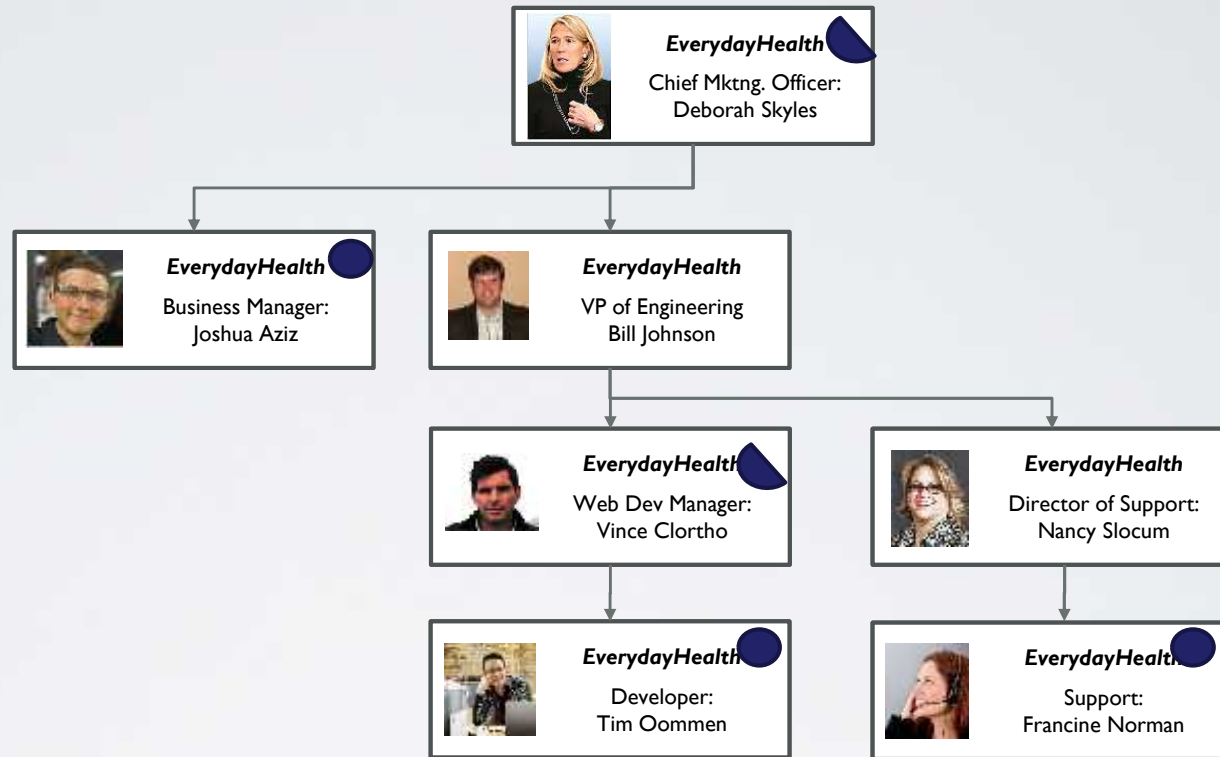 EverydayHealth
Chief Mktng. Officer:
Deborah Skyles
EverydayHealth
Business Manager:
Joshua Aziz
EverydayHealth
VP of Engineering
Bill Johnson
EverydayHealth
Web Dev Manager:
Vince Clortho
EverydayHealth
Director of Support:
Nancy Slocum
EverydayHealth
Developer:
Tim Oommen
EverydayHealth
Support:
Francine Norman